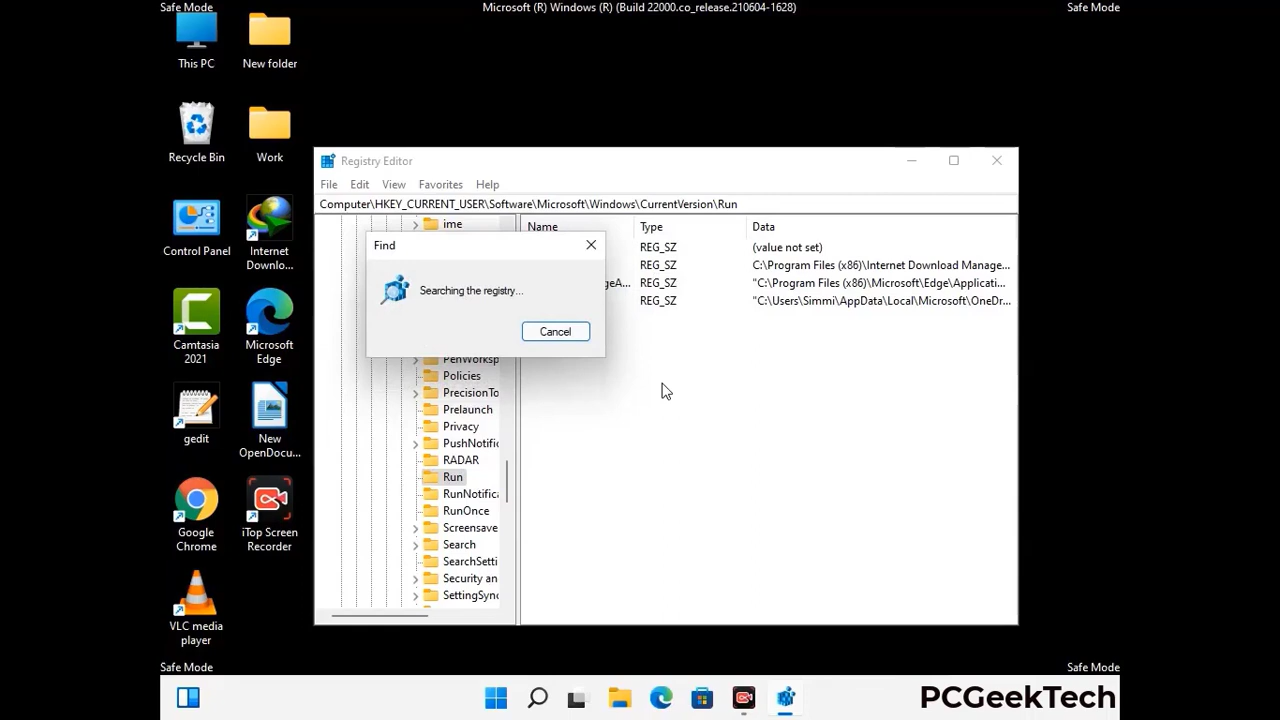 Safe Mode
Microsoft (R) Windows (R) (Build 22000.co_release.210604-1628)
Safe Mode
This PC
New folder
Recycle Bin
Work
Control Panel
Internet
Downlo...
Camtasia
2021
Microsoft
Edge
gedit
New
OpenDocu...
Google
Chrome
iTop Screen
Recorder
VLC media
player
Registry Editor
File Edit View Favorites Help
Computer\HKEY_CURRENT_USER\Software\Microsoft\Windows\CurrentVersion\Run
ime
PenWorksp
Policies
PrecisionTo
Prelaunch
Privacy
PushNotific
RADAR
Run
RunNotifica
RunOnce
Screensave
Search
SearchSetti
Security an
SettingSync
Name Type Data
REG_SZ (value not set)
REG_SZ C:\Program Files (x86)\Internet Download Manage...
geA... REG_SZ "C:\Program Files (x86)\Microsoft\Edge\Applicati...
REG_SZ "C:\Users\Simmi\AppData\Local\Microsoft\OneDr...
Find
Searching the registry...
Cancel
Safe Mode
Safe Mode
PCGeekTech